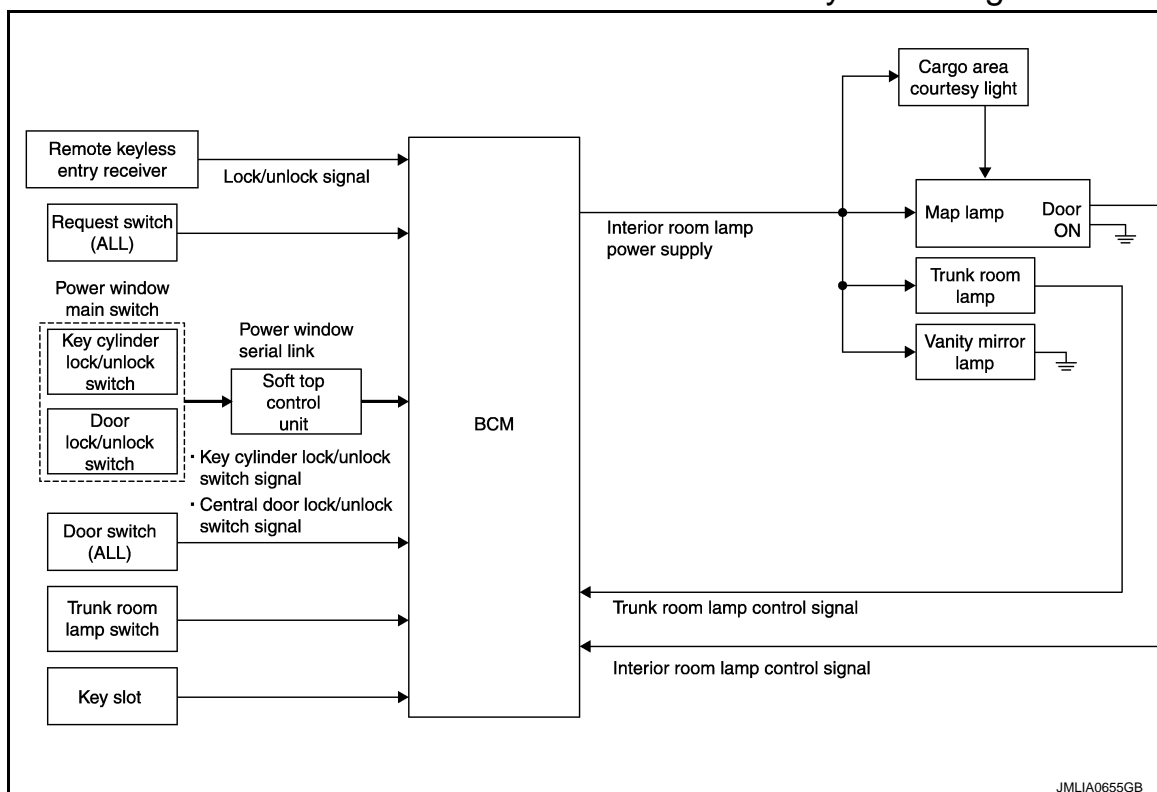 Cargo area
courtesy light
Remote keyless
entry receiver
Lock/unlock signal
Request switch
(ALL)
Map lamp
Door
ON
Interior room lamp
power supply
Trunk room
lamp
Power window
main switch
Key cylinder
lock/unlock
switch
Power window
serial link
Vanity mirror
lamp
Soft top
control
unit
Door
lock/unlock
switch
BCM
· Key cylinder lock/unlock
switch signal
· Central door lock/unlock
switch signal
Door switch
(ALL)
Trunk room
lamp switch
Trunk room lamp control signal
Key slot
Interior room lamp control signal
JMLIA0655GB